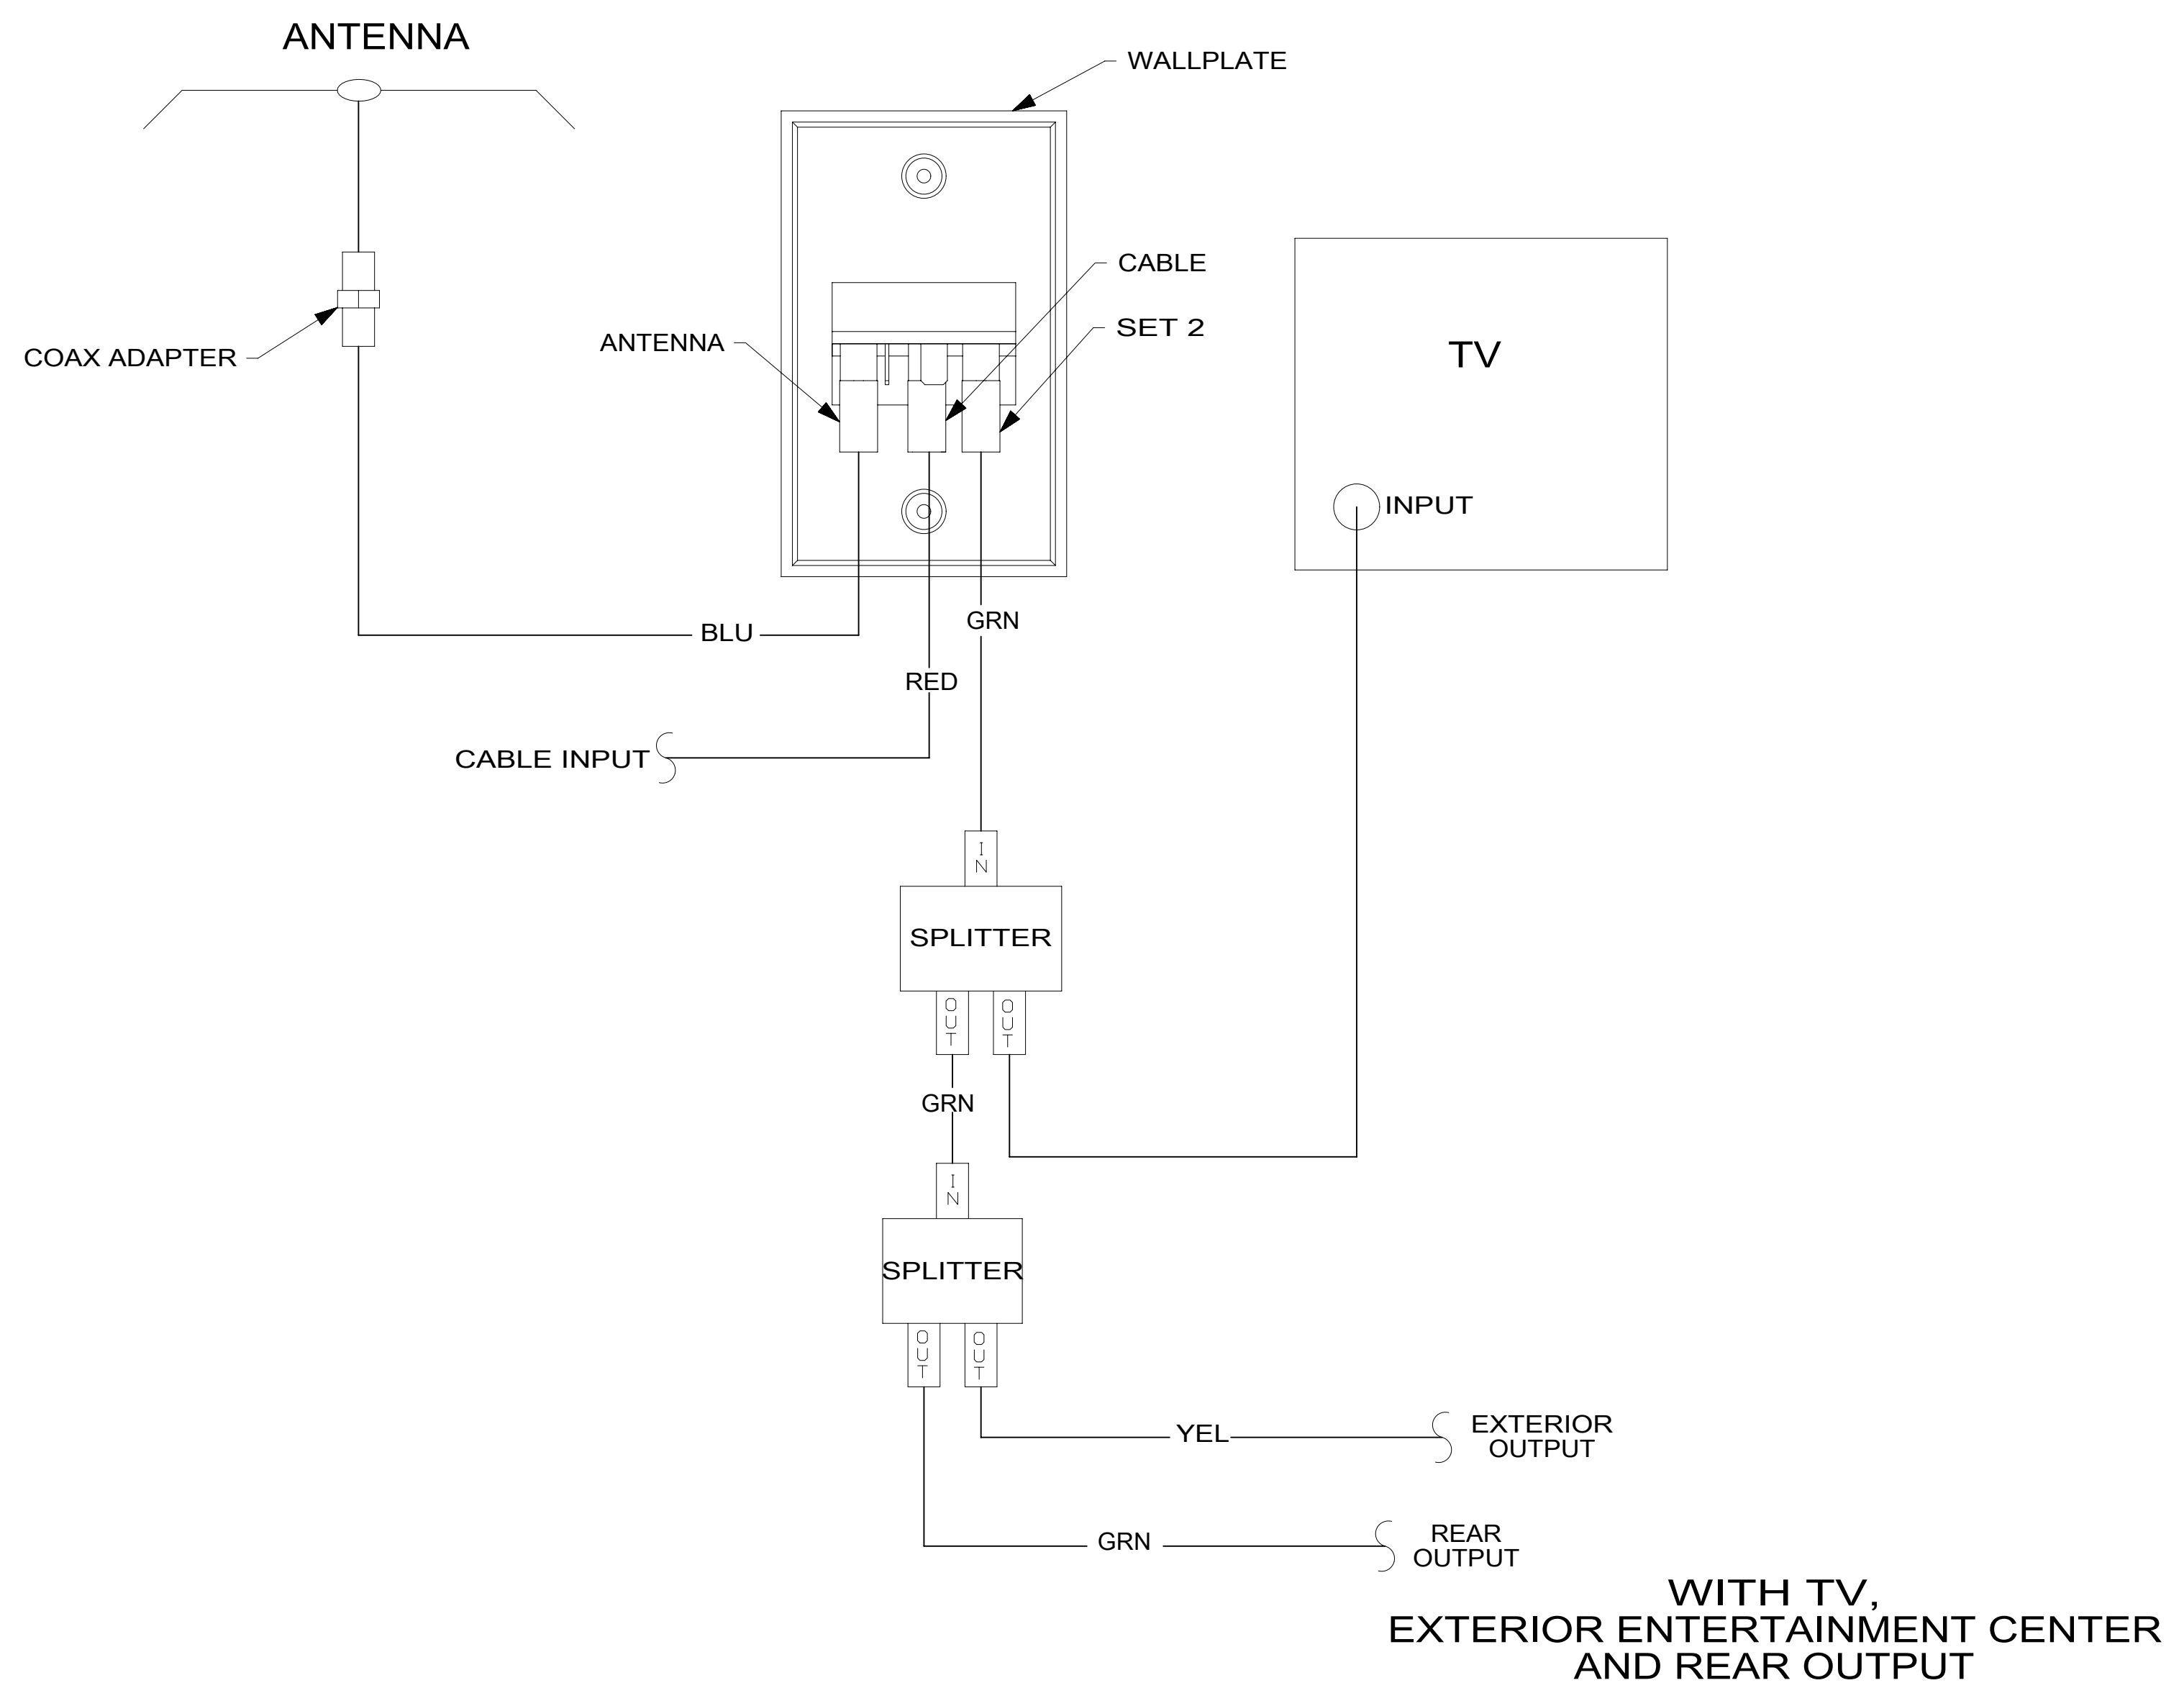 ANTENNA
WALLPLATE
CABLE
SET 2
ANTENNA
COAX ADAPTER
TV
INPUT
BLU
GRN
RED
CABLE INPUT
IN
SPLITTER
OUT
OUT
GRN
IN
SPLITTER
OUT
OUT
YEL
EXTERIOR
OUTPUT
GRN
REAR
OUTPUT
WITH TV,
EXTERIOR ENTERTAINMENT CENTER
AND REAR OUTPUT